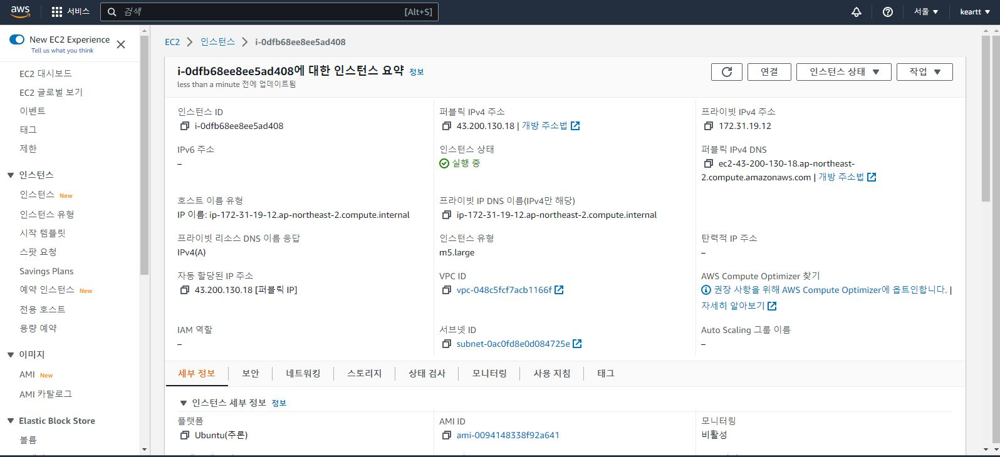 aws
서비스
검색
[Alt+S]
서울 ▼
keartt ▼
New EC2 Experience
Tell us what you think
EC2 대시보드
EC2 글로벌 보기
이벤트
태그
제한
인스턴스
인스턴스 New
인스턴스 유형
시작 템플릿
스팟 요청
Savings Plans
예약 인스턴스 New
전용 호스트
용량 예약
이미지
AMI New
AMI 카탈로그
Elastic Block Store
볼륨
EC2 > 인스턴스 > i-0dfb68ee8ee5ad408
i-0dfb68ee8ee5ad408에 대한 인스턴스 요약 정보
less than a minute 전에 업데이트됨
연결
인스턴스 상태 ▼
작업 ▼
인스턴스 ID
i-0dfb68ee8ee5ad408
퍼블릭 IPv4 주소
43.200.130.18 | 개방 주소법
프라이빗 IPv4 주소
172.31.19.12
IPv6 주소
–
인스턴스 상태
실행 중
퍼블릭 IPv4 DNS
ec2-43-200-130-18.ap-northeast-
2.compute.amazonaws.com | 개방 주소법
호스트 이름 유형
IP 이름: ip-172-31-19-12.ap-northeast-2.compute.internal
프라이빗 IP DNS 이름(IPv4만 해당)
ip-172-31-19-12.ap-northeast-2.compute.internal
프라이빗 리소스 DNS 이름 응답
IPv4(A)
인스턴스 유형
m5.large
탄력적 IP 주소
–
자동 할당된 IP 주소
43.200.130.18 [퍼블릭 IP]
VPC ID
vpc-048c5fcf7acb1166f
AWS Compute Optimizer 찾기
권장 사항을 위해 AWS Compute Optimizer에 옵트인합니다. |
자세히 알아보기
IAM 역할
–
서브넷 ID
subnet-0ac0fd8e0d084725e
Auto Scaling 그룹 이름
–
세부 정보
보안
네트워킹
스토리지
상태 검사
모니터링
사용 지침
태그
▼ 인스턴스 세부 정보 정보
플랫폼
Ubuntu(추론)
AMI ID
ami-0094148338f92a641
모니터링
비활성